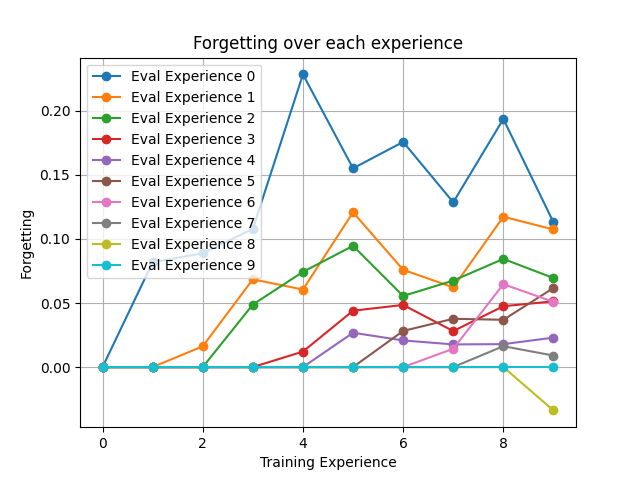 Forgetting over each experience
Eval Experience 0
Eval Experience 1
Eval Experience 2
Eval Experience 3
Eval Experience 4
Eval Experience 5
Eval Experience 6
Eval Experience 7
Eval Experience 8
Eval Experience 9
0.20
0.15
0.10
0.05
0.00
Forgetting
0 2 4 6 8
Training Experience